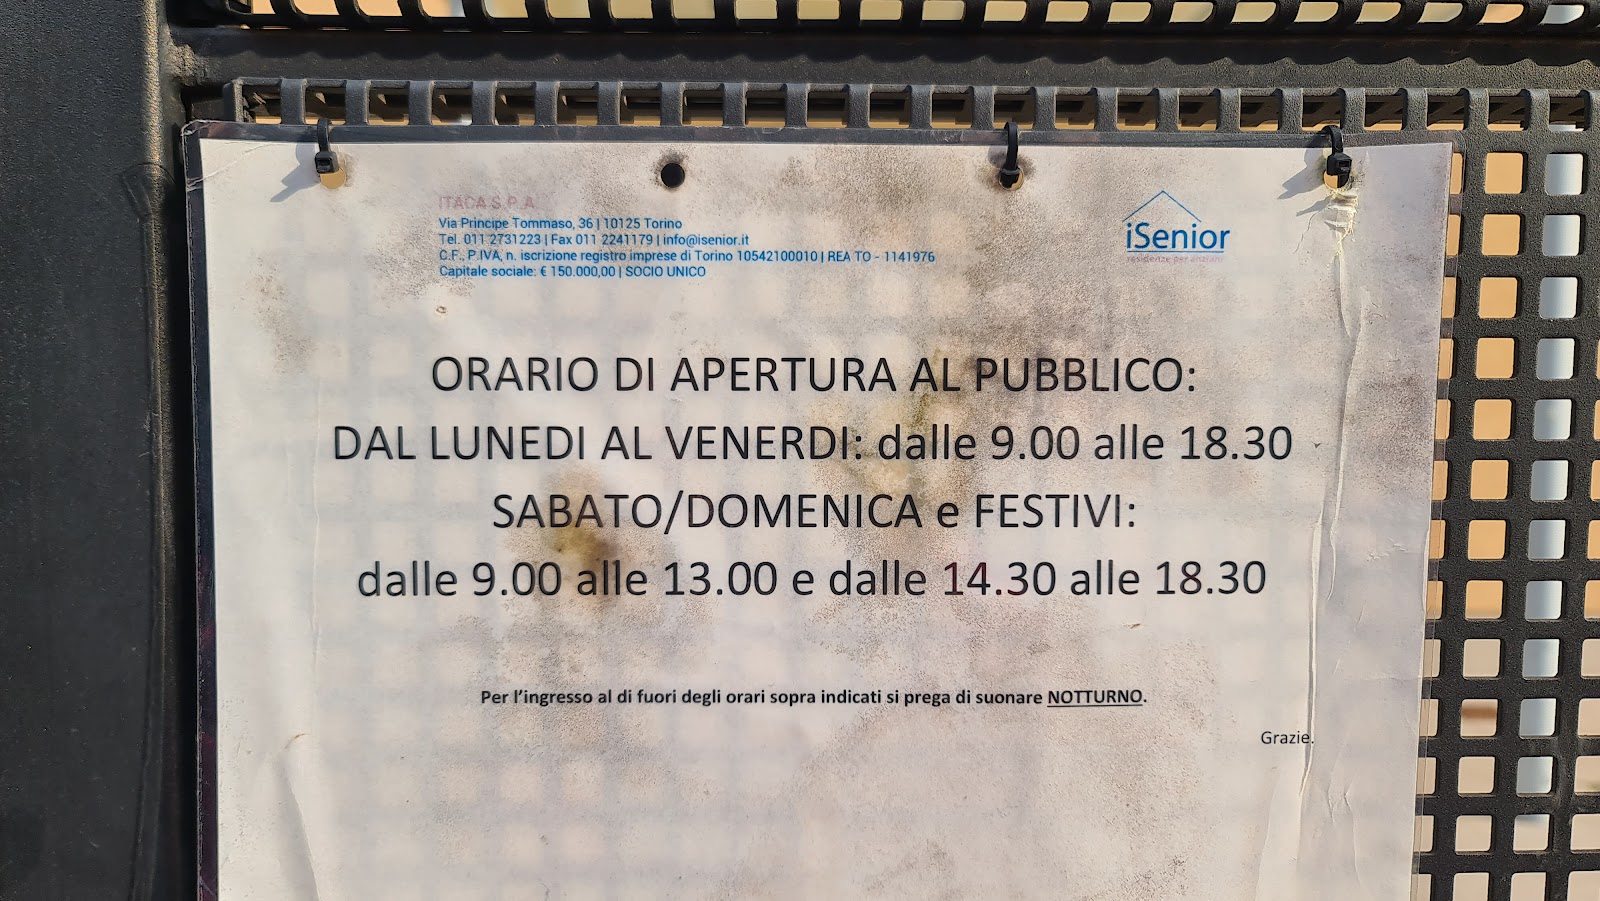 ITACA S.P.A.
Via Principe Tommaso, 36 | 10125 Torino
Tel. 011 2731223 | Fax 011 2241179 | info@isenior.it
C.F., P.IVA, n. iscrizione registro imprese di Torino 10542100010 | REA TO - 1141976
Capitale sociale: € 150.000,00 | SOCIO UNICO
iSenior
residenze per anziani
ORARIO DI APERTURA AL PUBBLICO:
DAL LUNEDI AL VENERDI: dalle 9.00 alle 18.30
SABATO/DOMENICA e FESTIVI:
dalle 9.00 alle 13.00 e dalle 14.30 alle 18.30
Per l'ingresso al di fuori degli orari sopra indicati si prega di suonare NOTTURNO.
Grazie.